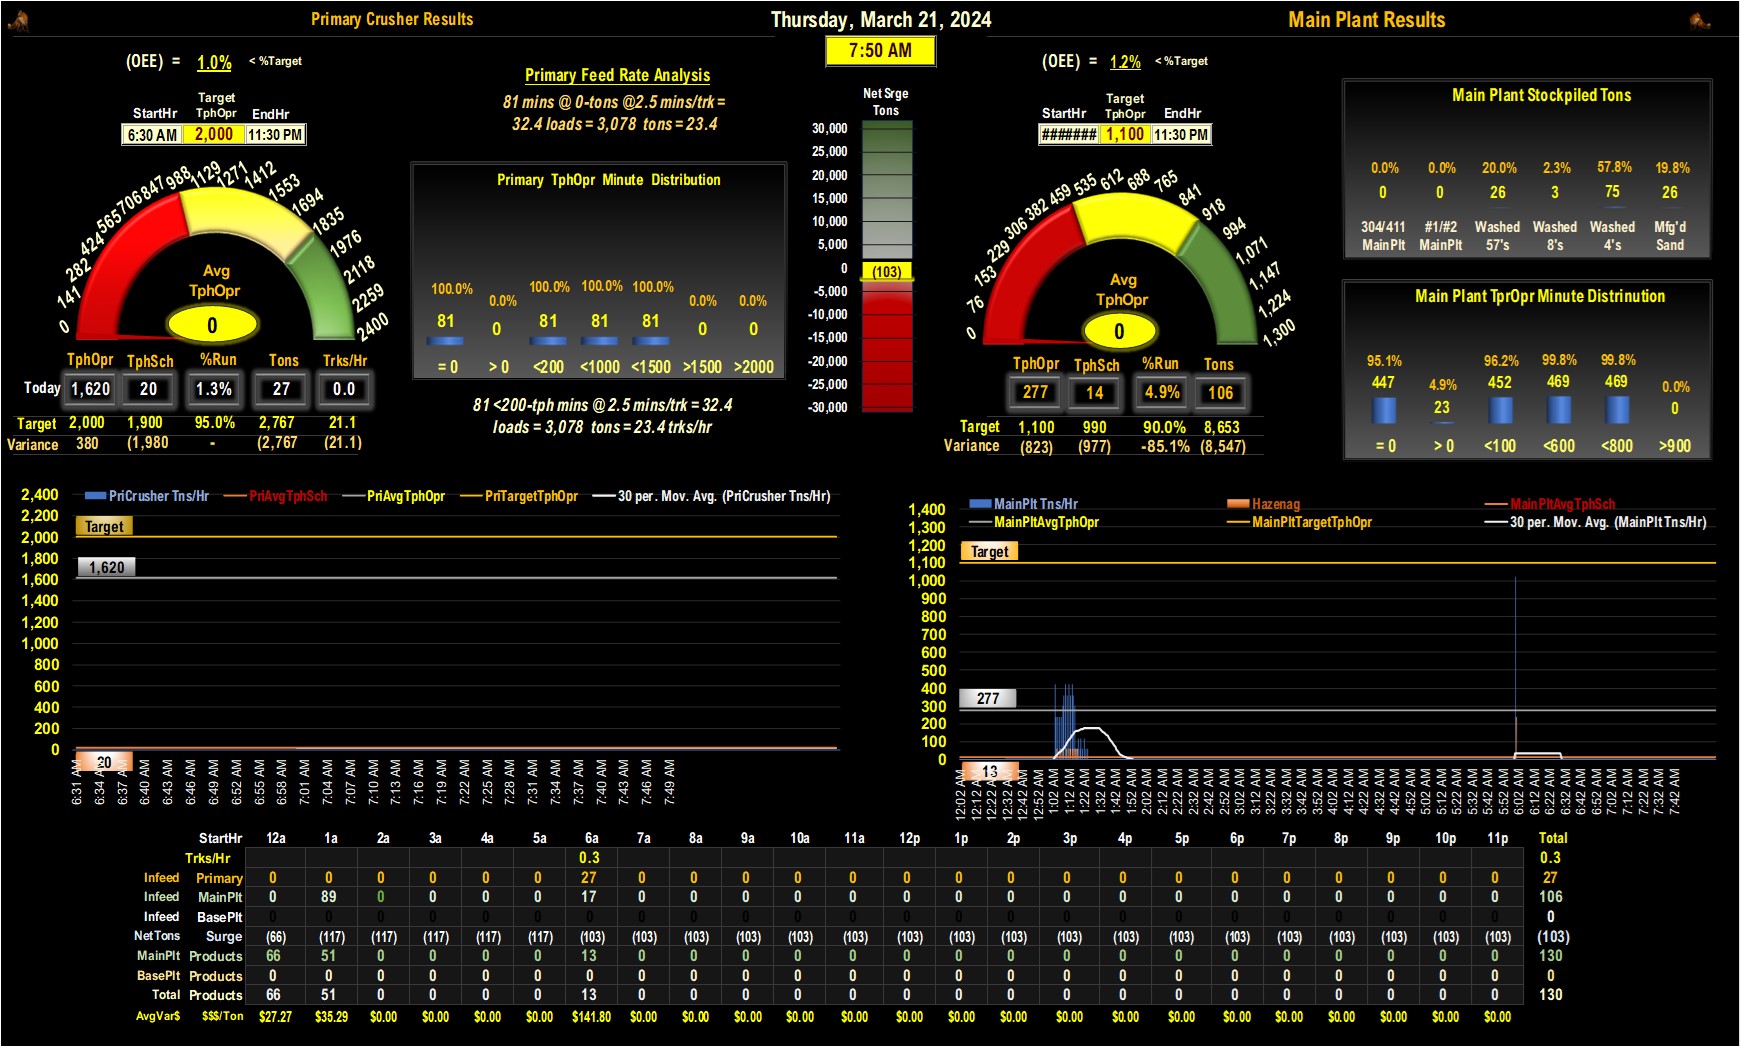 Primary Crusher Results
Thursday, March 21, 2024
Main Plant Results
7:50 AM
(OEE) = 1.0% < %Target
Target
StartHr TphOpr EndHr
6:30 AM 2,000 11:30 PM
0 141 282 424 565 706 847 988 1129 1271 1412 1553 1694 1835 1976 2118 2259 2400
Avg
TphOpr
0
TphOpr TphSch %Run Tons Trks/Hr
Today 1,620 20 1.3% 27 0.0
Target 2,000 1,900 95.0% 2,767 21.1
Variance 380 (1,980 - (2,767 (21.1)
Primary Feed Rate Analysis
81 mins @ 0-tons @2.5 mins/trk =
32.4 loads = 3,078 tons = 23.4
Primary TphOpr Minute Distribution
100.0% 0.0% 100.0% 100.0% 100.0% 0.0% 0.0%
81 0 81 81 81 0 0
= 0 > 0 <200 <1000 <1500 >1500 >2000
81 <200-tph mins @ 2.5 mins/trk = 32.4
loads = 3,078 tons = 23.4 trks/hr
Net Srge
Tons
30,000
25,000
20,000
15,000
10,000
5,000
0
(103)
-5,000
-10,000
-15,000
-20,000
-25,000
-30,000
(OEE) = 1.2% < %Target
Target
StartHr TphOpr EndHr
####### 1,100 11:30 PM
0 76 153 229 306 382 459 535 612 688 765 841 918 994 1,071 1,147 1,224 1,300
Avg
TphOpr
0
TphOpr TphSch %Run Tons
277 14 4.9% 106
Target 1,100 990 90.0% 8,653
Variance (823) (977) -85.1% (8,547)
Main Plant Stockpiled Tons
0.0% 0.0% 20.0% 2.3% 57.8% 19.8%
0 0 26 3 75 26
304/411 #1/#2 Washed Washed Washed Mfg'd
MainPlt MainPlt 57's 8's 4's Sand
Main Plant TprOpr Minute Distrinution
95.1% 4.9% 96.2% 99.8% 99.8% 0.0%
447 23 452 469 469 0
= 0 > 0 <100 <600 <800 >900
PriCrusher Tns/Hr PriAvgTphSch PriAvgTphOpr PriTargetTphOpr 30 per. Mov. Avg. (PriCrusher Tns/Hr)
2,400
2,200
Target
2,000
1,800
1,620
1,600
1,400
1,200
1,000
800
600
400
200
0
20
6:31 AM 6:34 AM 6:37 AM 6:40 AM 6:43 AM 6:46 AM 6:49 AM 6:52 AM 6:55 AM 6:58 AM 7:01 AM 7:04 AM 7:07 AM 7:10 AM 7:13 AM 7:16 AM 7:19 AM 7:22 AM 7:25 AM 7:28 AM 7:31 AM 7:34 AM 7:37 AM 7:40 AM 7:43 AM 7:46 AM 7:49 AM
MainPlt Tns/Hr Hazenag MainPltAvgTphSch
MainPltAvgTphOpr MainPltTargetTphOpr 30 per. Mov. Avg. (MainPlt Tns/Hr)
1,400
1,300
1,200
Target
1,100
1,000
900
800
700
600
500
400
300
277
200
100
0
13
12:02 AM 12:12 AM 12:22 AM 12:32 AM 12:42 AM 12:52 AM 1:02 AM 1:12 AM 1:22 AM 1:32 AM 1:42 AM 1:52 AM 2:02 AM 2:12 AM 2:22 AM 2:32 AM 2:42 AM 2:52 AM 3:02 AM 3:12 AM 3:22 AM 3:32 AM 3:42 AM 3:52 AM 4:02 AM 4:12 AM 4:22 AM 4:32 AM 4:42 AM 4:52 AM 5:02 AM 5:12 AM 5:22 AM 5:32 AM 5:42 AM 5:52 AM 6:02 AM 6:12 AM 6:22 AM 6:32 AM 6:42 AM 6:52 AM 7:02 AM 7:12 AM 7:22 AM 7:32 AM 7:42 AM
StartHr 12a 1a 2a 3a 4a 5a 6a 7a 8a 9a 10a 11a 12p 1p 2p 3p 4p 5p 6p 7p 8p 9p 10p 11p Total
Trks/Hr 0.3 0.3
Infeed Primary 0 0 0 0 0 0 27 0 0 0 0 0 0 0 0 0 0 0 0 0 0 0 0 0 27
Infeed MainPlt 0 89 0 0 0 0 17 0 0 0 0 0 0 0 0 0 0 0 0 0 0 0 0 0 106
Infeed BasePlt 0 0 0 0 0 0 0 0 0 0 0 0 0 0 0 0 0 0 0 0 0 0 0 0 0
NetTons Surge (66) (117) (117) (117) (117) (117) (103) (103) (103) (103) (103) (103) (103) (103) (103) (103) (103) (103) (103) (103) (103) (103) (103) (103) (103)
MainPlt Products 66 51 0 0 0 0 13 0 0 0 0 0 0 0 0 0 0 0 0 0 0 0 0 0 130
BasePlt Products 0 0 0 0 0 0 0 0 0 0 0 0 0 0 0 0 0 0 0 0 0 0 0 0 0
Total Products 66 51 0 0 0 0 13 0 0 0 0 0 0 0 0 0 0 0 0 0 0 0 0 0 130
AvgVar$ $$$/Ton $27.27 $35.29 $0.00 $0.00 $0.00 $0.00 $141.80 $0.00 $0.00 $0.00 $0.00 $0.00 $0.00 $0.00 $0.00 $0.00 $0.00 $0.00 $0.00 $0.00 $0.00 $0.00 $0.00 $0.00